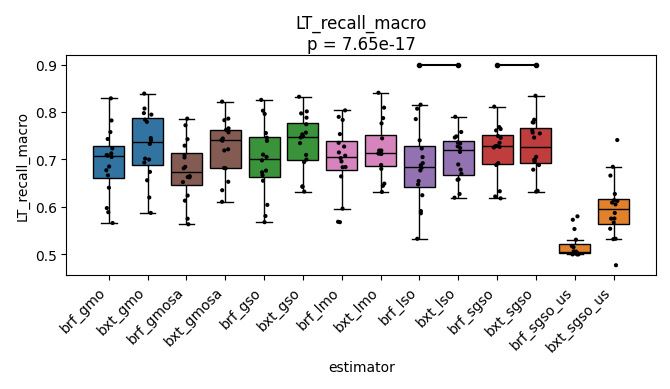 LT_recall_macro
p = 7.65e-17
LT_recall_macro
0.9
0.8
0.7
0.6
0.5
brf_gmo
bxt_gmo
brf_gmosa
bxt_gmosa
brf_gso
bxt_gso
brf_lmo
bxt_lmo
brf_lso
bxt_lso
brf_sgso
bxt_sgso
brf_sgso_us
bxt_sgso_us
estimator